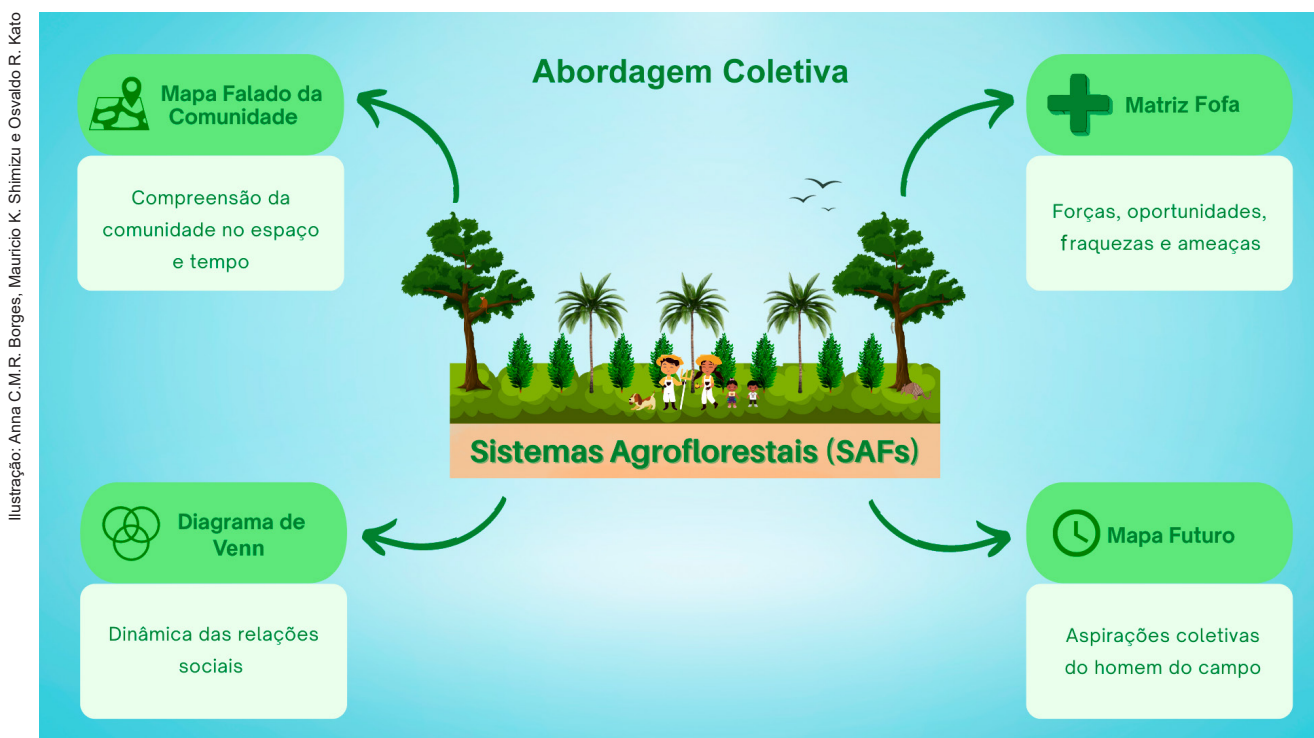 Ilustração: Anna C.M.R. Borges, Mauricio K. Shimizu e Osvaldo R. Kato
Abordagem Coletiva
Mapa Falado da
Comunidade
Compreensão da
comunidade no espaço
e tempo
Matriz Fofa
Forças, oportunidades,
fraquezas e ameaças
Sistemas Agroflorestais (SAFs)
Diagrama de
Venn
Dinâmica das relações
sociais
Mapa Futuro
Aspirações coletivas
do homem do campo